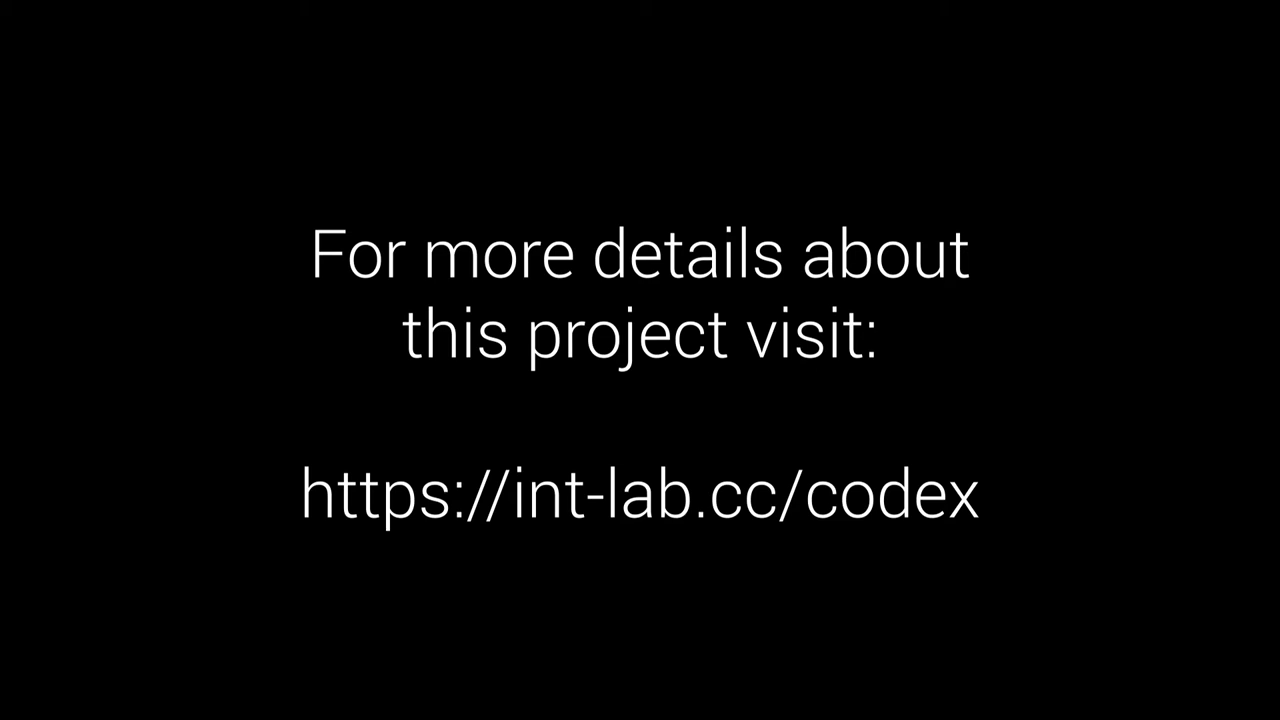 For more details about
this project visit:
https://int-lab.cc/codex